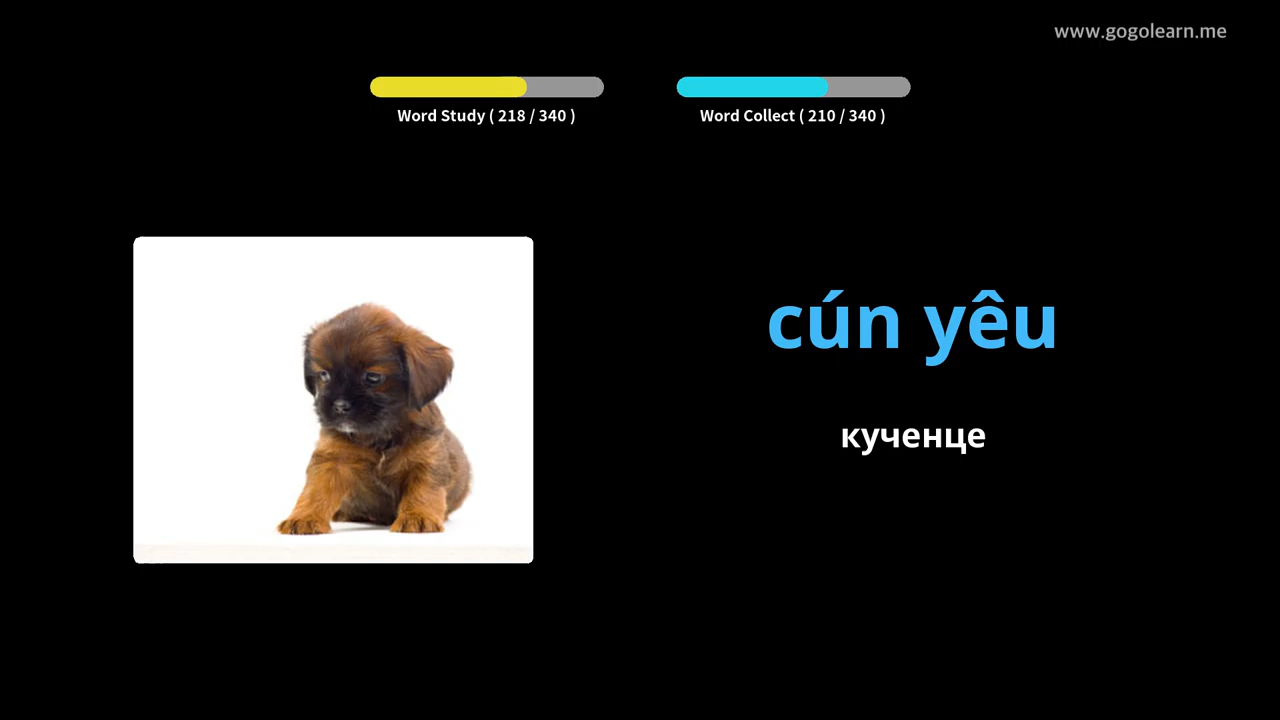 www.gogolearn.me
Word Study ( 218 / 340 )
Word Collect ( 210 / 340 )
cún yêu
кученце